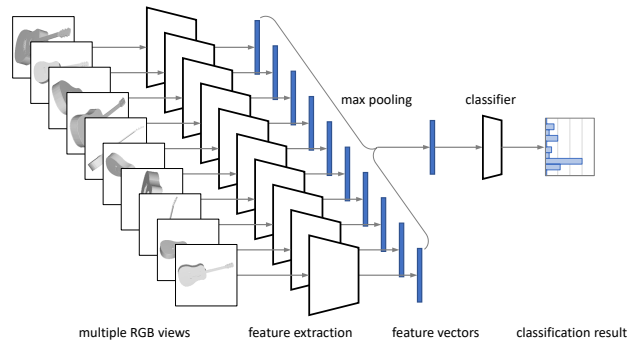 max pooling
classifier
multiple RGB views
feature extraction
feature vectors
classification result